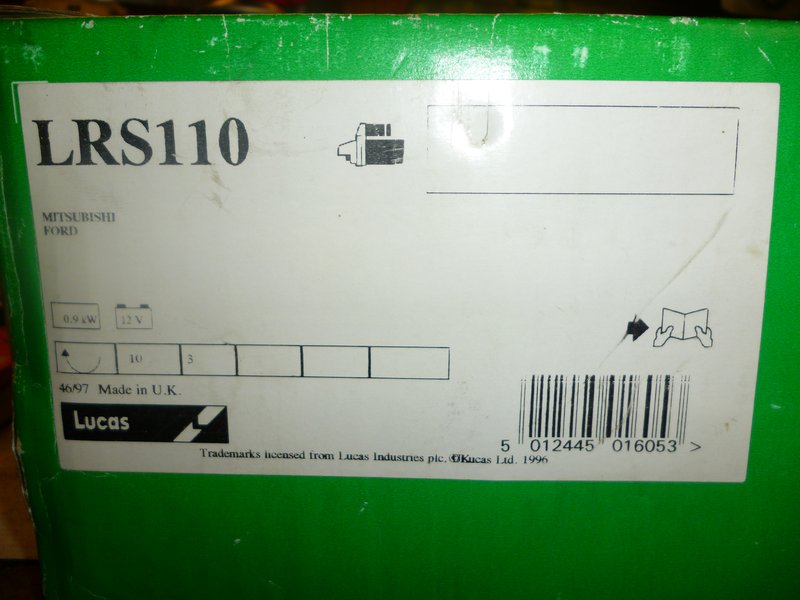 LRS110
MITSUBISHI
FORD
0.9 kW
12 V
10
3
46/97 Made in U.K.
Lucas
5 012445 016053 >
Trademarks licensed from Lucas Industries plc. Lucas Ltd. 1996